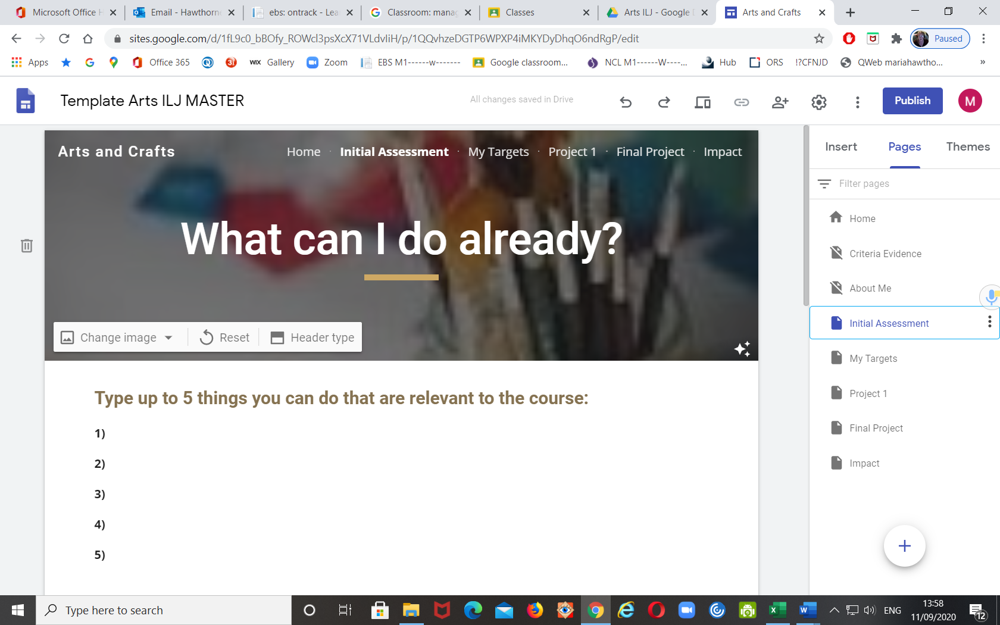 Microsoft Office H
Email - Hawthorne
ebs: ontrack - Lea
Classroom: manag
Classes
Arts ILJ - Google D
Arts and Crafts
sites.google.com/d/1fL9c0_bBOfy_ROWcl3psXcX71VLdvIiH/p/1QQvhzeDGTP6WPXP4iMKYDyDhqO6ndRgP/edit
Paused
Apps
Office 365
WIX Gallery
Zoom
EBS M1------w-------
Google classroom...
NCL M1------W----...
Hub
ORS
!?CFNJD
QWeb mariahawtho...
»
Template Arts ILJ MASTER
All changes saved in Drive
Publish
M
Arts and Crafts
Home · Initial Assessment · My Targets · Project 1 · Final Project · Impact
What can I do already?
Change image
Reset
Header type
Type up to 5 things you can do that are relevant to the course:
1)
2)
3)
4)
5)
Insert
Pages
Themes
Filter pages
Home
Criteria Evidence
About Me
Initial Assessment
My Targets
Project 1
Final Project
Impact
Type here to search
ENG
13:58
11/09/2020
12